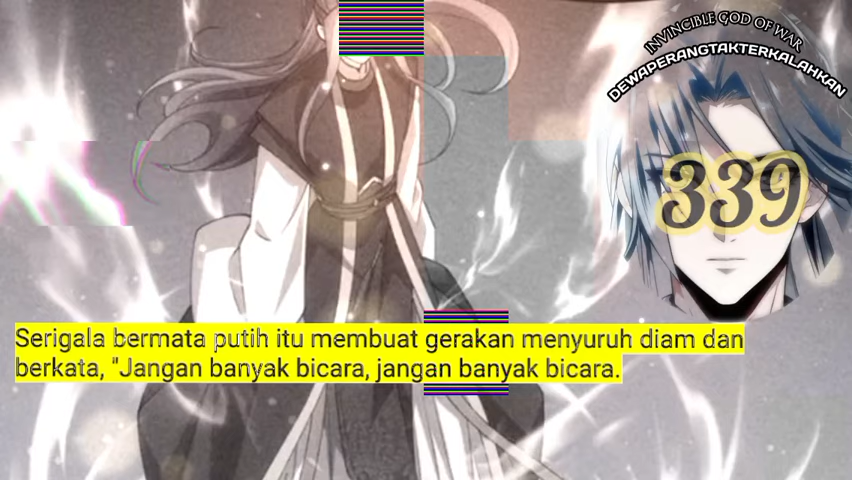 INVINCIBLE GOD OF WAR
DEWAPERANGTAKTERKALAHKAN
339
Serigala bermata putih itu membuat gerakan menyuruh diam dan
berkata, "Jangan banyak bicara, jangan banyak bicara.